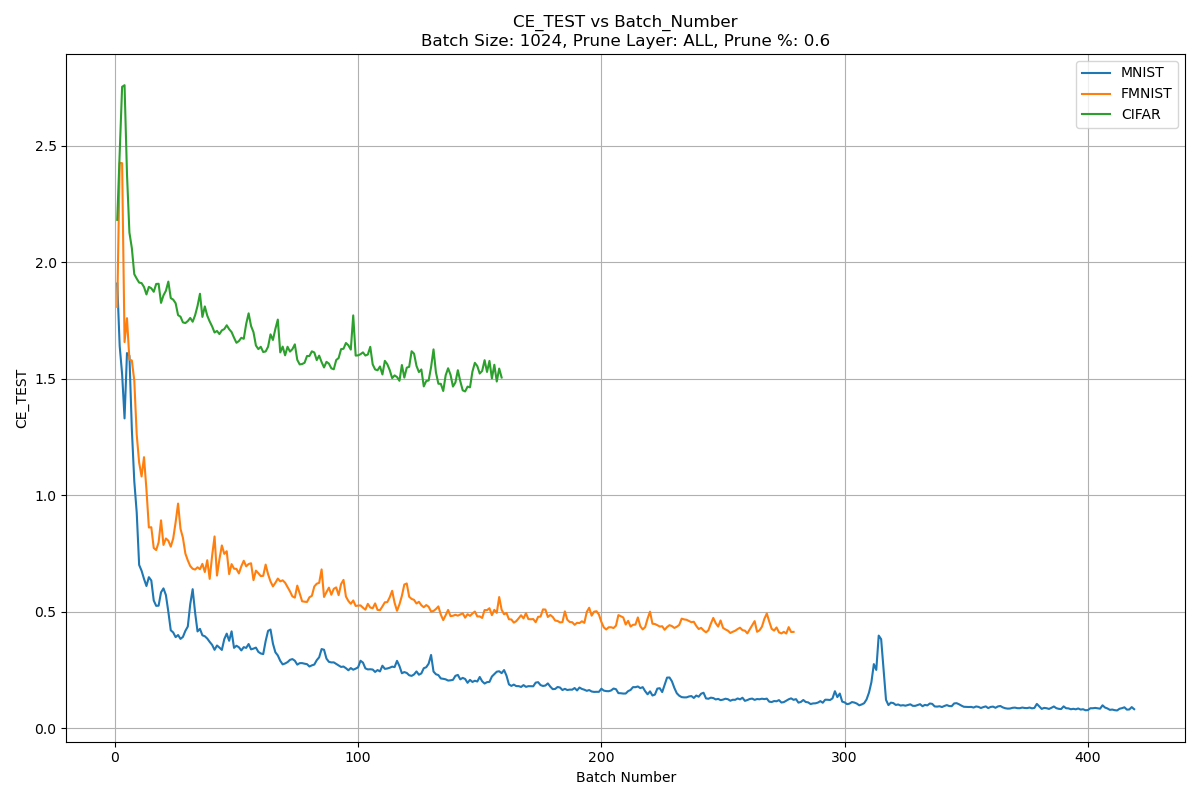 CE_TEST vs Batch_Number
Batch Size: 1024, Prune Layer: ALL, Prune %: 0.6
MNIST
FMNIST
CIFAR
CE_TEST
2.5
2.0
1.5
1.0
0.5
0.0
0
100
200
300
400
Batch Number